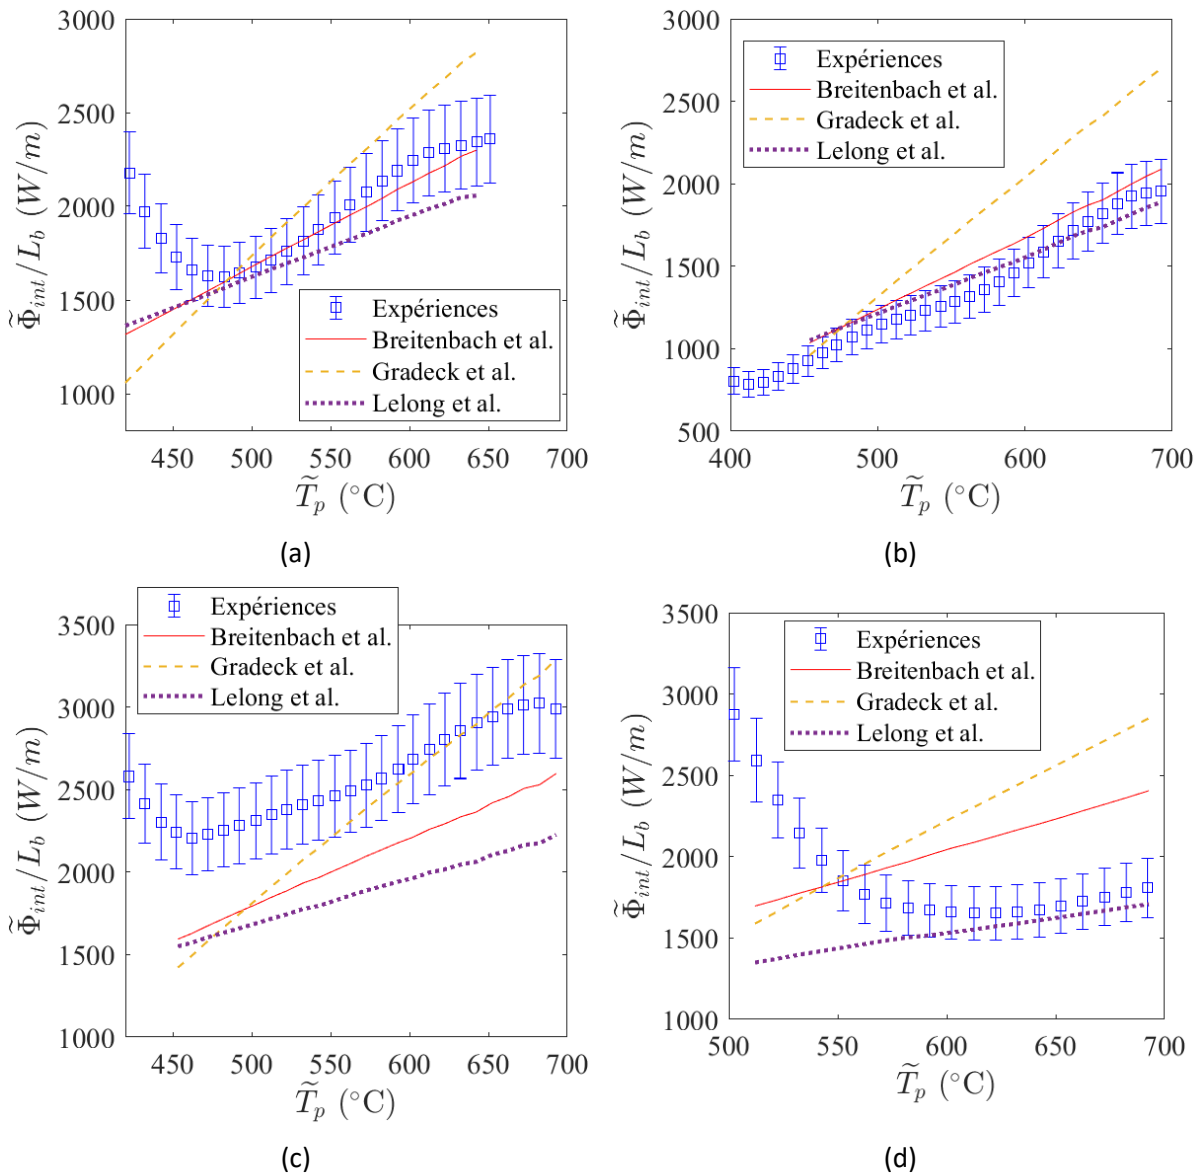 3000
2500
2000
1500
1000
Φ̃int/Lb (W/m)
Expériences
Breitenbach et al.
Gradeck et al.
Lelong et al.
450 500 550 600 650 700
T̃p (°C)
(a)
3000
2500
2000
1500
1000
500
Φ̃int/Lb (W/m)
Expériences
Breitenbach et al.
Gradeck et al.
Lelong et al.
400 500 600 700
T̃p (°C)
(b)
3500
3000
2500
2000
1500
1000
Φ̃int/Lb (W/m)
Expériences
Breitenbach et al.
Gradeck et al.
Lelong et al.
450 500 550 600 650 700
T̃p (°C)
(c)
3500
3000
2500
2000
1500
1000
Φ̃int/Lb (W/m)
Expériences
Breitenbach et al.
Gradeck et al.
Lelong et al.
500 550 600 650 700
T̃p (°C)
(d)